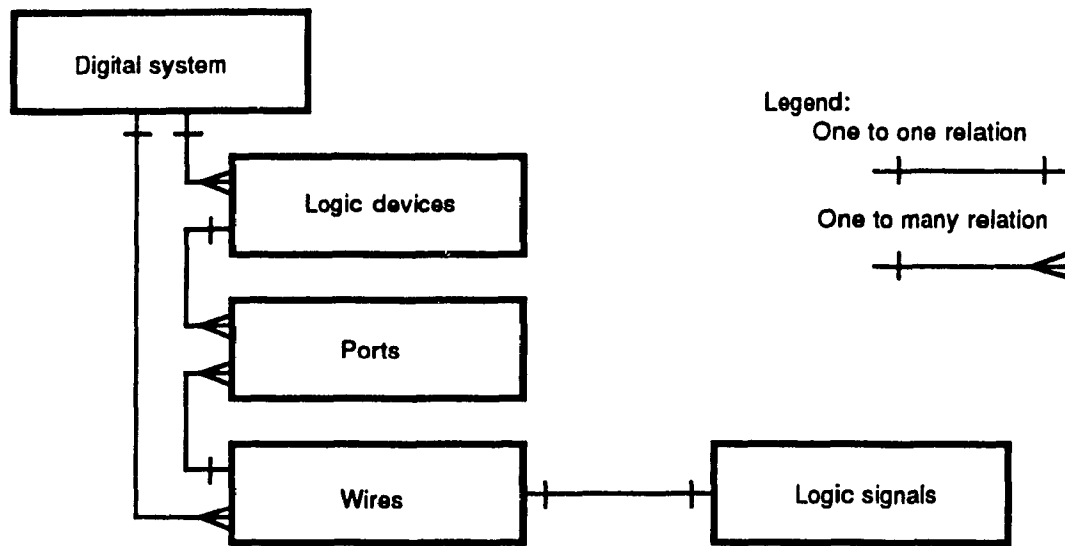 Digital system
Legend:
One to one relation
Logic devices
One to many relation
Ports
Wires
Logic signals